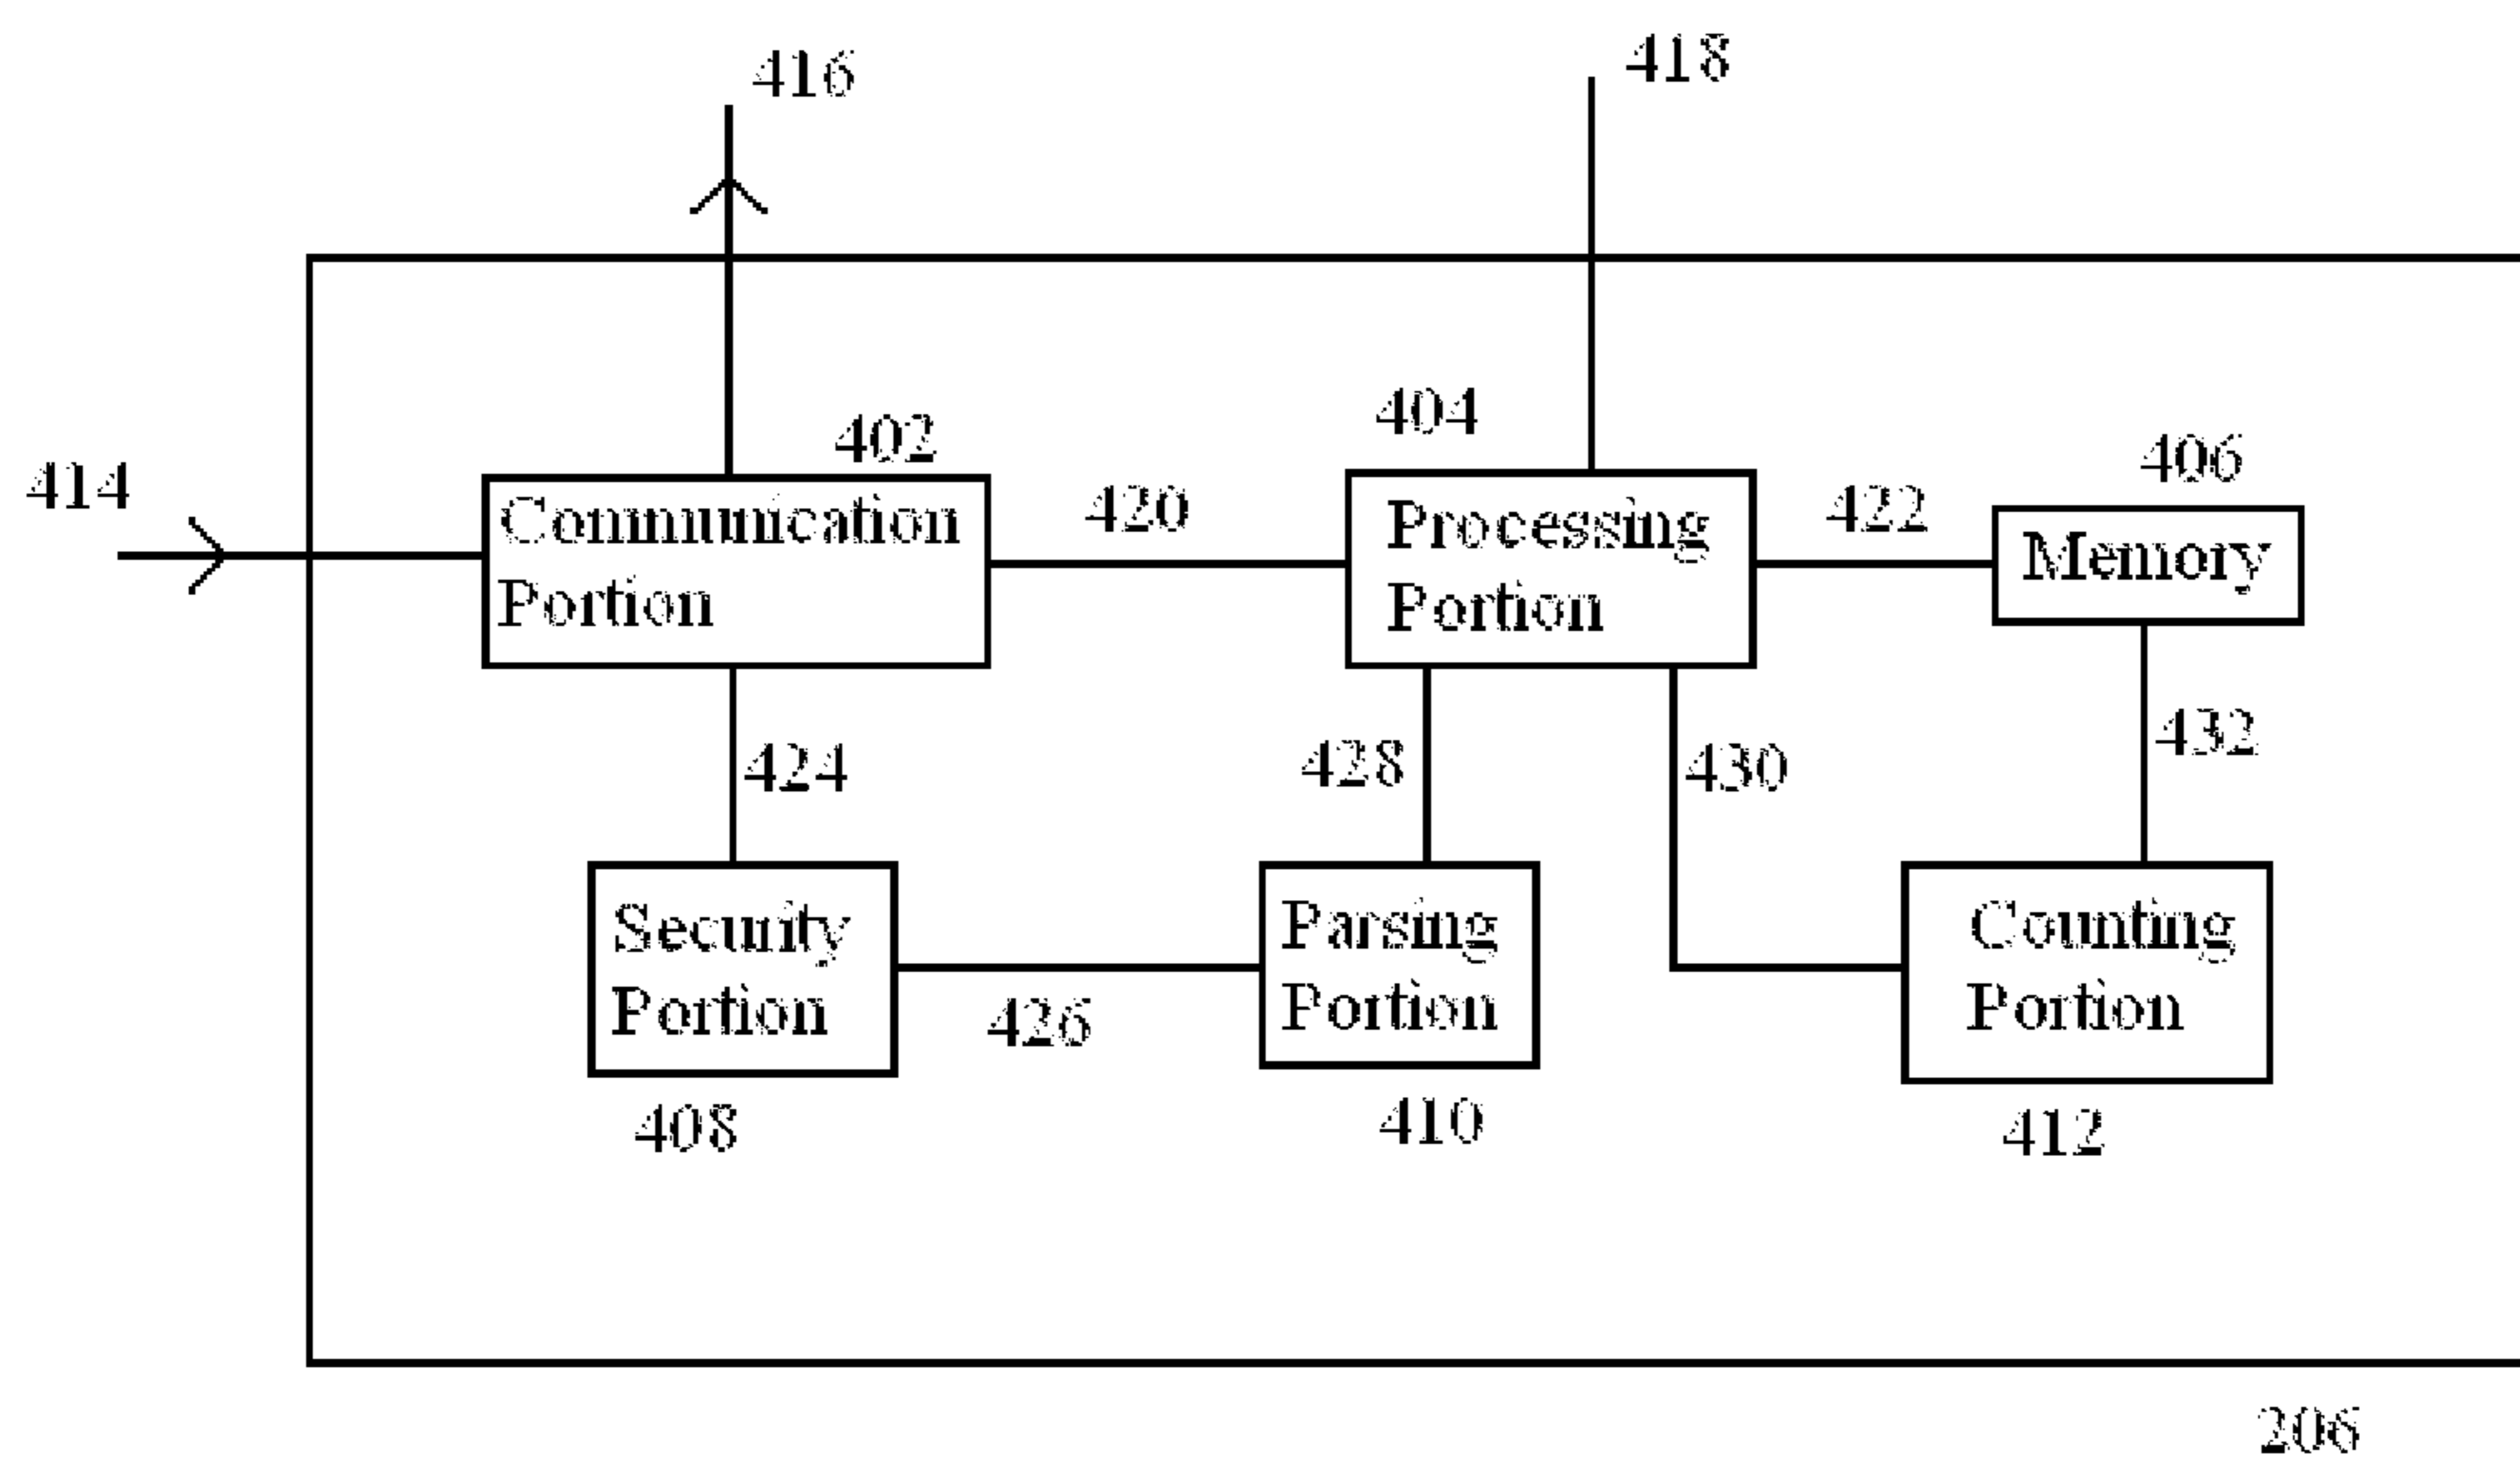 416
418
402
404
406
414
420
422
Communication
Portion
Processing
Portion
Memory
424
428
430
432
Security
Portion
Parsing
Portion
Counting
Portion
426
408
410
412
206